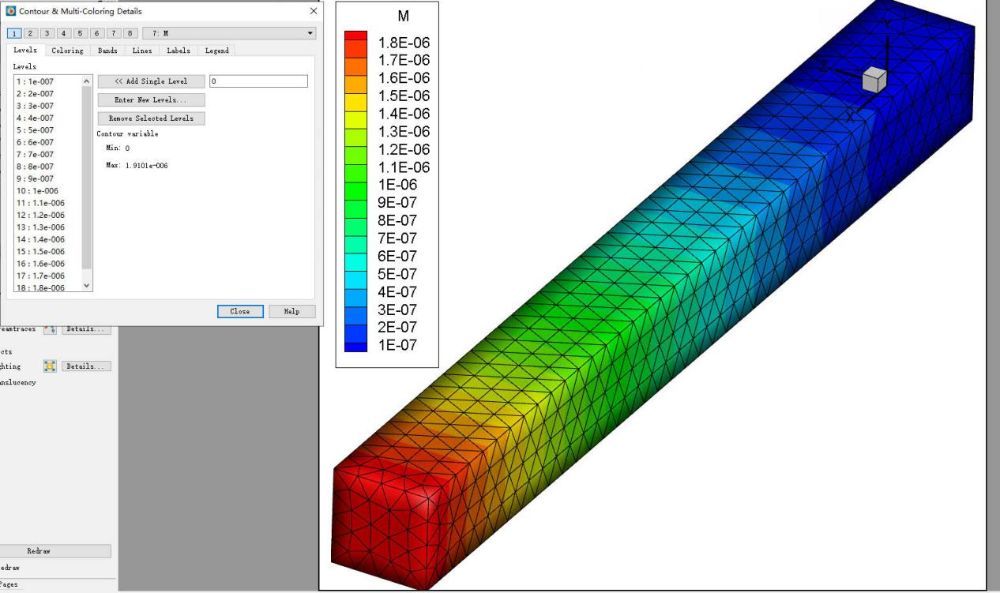 Contour & Multi-Coloring Details
1 2 3 4 5 6 7 8 7: M
Levels Coloring Bands Lines Labels Legend
Levels
1 : 1e-007
2 : 2e-007
3 : 3e-007
4 : 4e-007
5 : 5e-007
6 : 6e-007
7 : 7e-007
8 : 8e-007
9 : 9e-007
10 : 1e-006
11 : 1.1e-006
12 : 1.2e-006
13 : 1.3e-006
14 : 1.4e-006
15 : 1.5e-006
16 : 1.6e-006
17 : 1.7e-006
18 : 1.8e-006
<< Add Single Level 0
Enter New Levels...
Remove Selected Levels
Contour variable
Min: 0
Max: 1.9101e-006
Close Help
eamtraces Details...
cts
ghting Details...
anslucency
Redraw
edraw
Pages
M
1.8E-06
1.7E-06
1.6E-06
1.5E-06
1.4E-06
1.3E-06
1.2E-06
1.1E-06
1E-06
9E-07
8E-07
7E-07
6E-07
5E-07
4E-07
3E-07
2E-07
1E-07
Y
Z
X